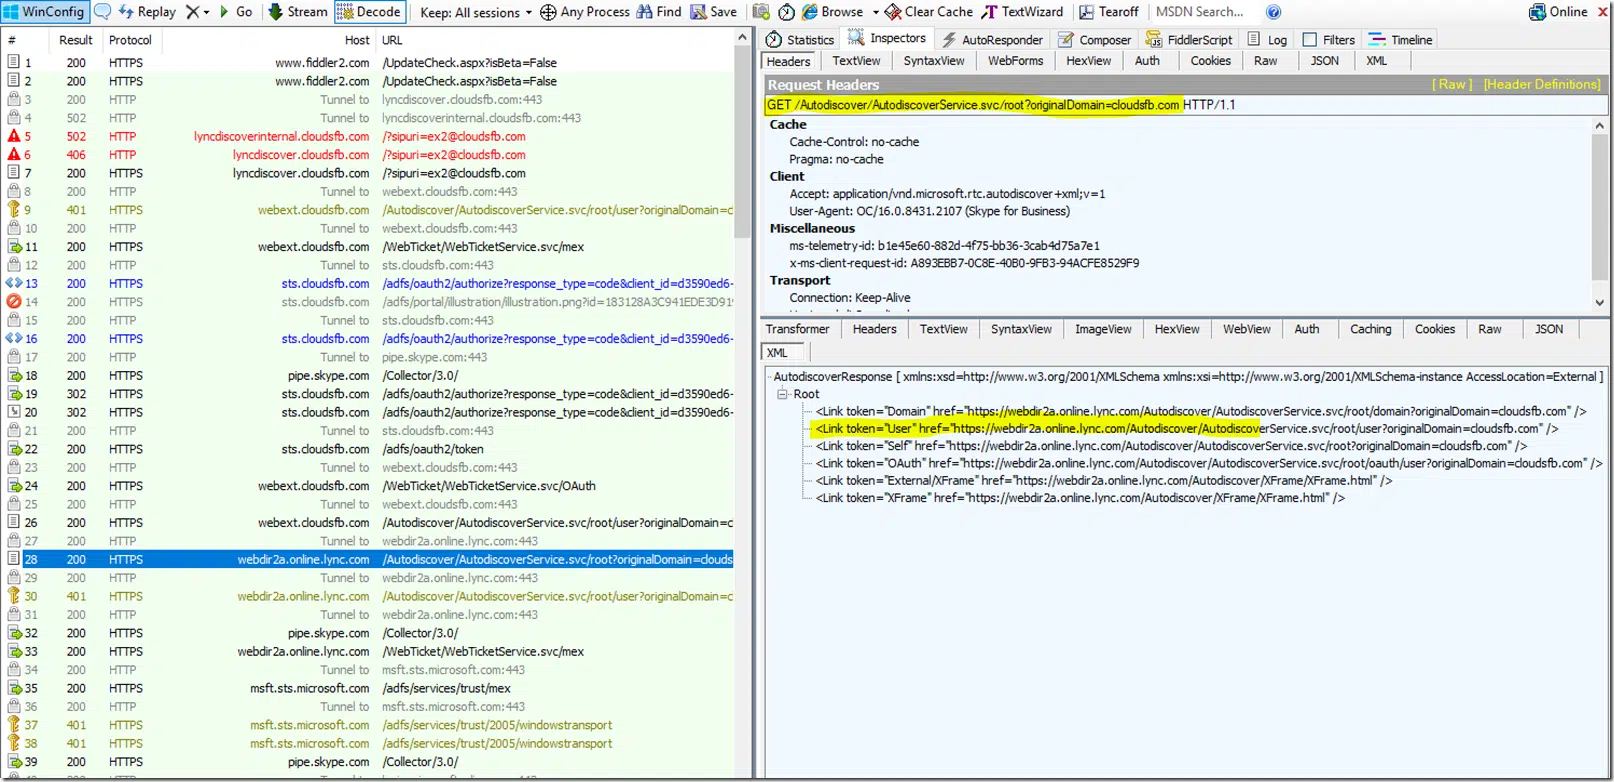 WinConfig Replay X Go Stream Decode Keep: All sessions Any Process Find Save Browse Clear Cache TextWizard Tearoff MSDN Search... Online
# Result Protocol Host URL
1 200 HTTPS www.fiddler2.com /UpdateCheck.aspx?isBeta=False
2 200 HTTPS www.fiddler2.com /UpdateCheck.aspx?isBeta=False
3 200 HTTP Tunnel to lyncdiscover.cloudsfb.com:443
4 502 HTTP Tunnel to lyncdiscoverinternal.cloudsfb.com:443
5 502 HTTP lyncdiscoverinternal.cloudsfb.com /?sipuri=ex2@cloudsfb.com
6 406 HTTP lyncdiscover.cloudsfb.com /?sipuri=ex2@cloudsfb.com
7 200 HTTP lyncdiscover.cloudsfb.com /?sipuri=ex2@cloudsfb.com
8 200 HTTP Tunnel to webext.cloudsfb.com:443
9 401 HTTPS webext.cloudsfb.com /Autodiscover/AutodiscoverService.svc/root/user?originalDomain=c
10 200 HTTP Tunnel to webext.cloudsfb.com:443
11 200 HTTPS webext.cloudsfb.com /WebTicket/WebTicketService.svc/mex
12 200 HTTP Tunnel to sts.cloudsfb.com:443
13 200 HTTPS sts.cloudsfb.com /adfs/oauth2/authorize?response_type=code&client_id=d3590ed6-
14 200 HTTPS sts.cloudsfb.com /adfs/portal/illustration/illustration.png?id=183128A3C941EDE3D919
15 200 HTTP Tunnel to sts.cloudsfb.com:443
16 200 HTTPS sts.cloudsfb.com /adfs/oauth2/authorize?response_type=code&client_id=d3590ed6-
17 200 HTTP Tunnel to pipe.skype.com:443
18 200 HTTPS pipe.skype.com /Collector/3.0/
19 302 HTTPS sts.cloudsfb.com /adfs/oauth2/authorize?response_type=code&client_id=d3590ed6-
20 302 HTTPS sts.cloudsfb.com /adfs/oauth2/authorize?response_type=code&client_id=d3590ed6-
21 200 HTTP Tunnel to sts.cloudsfb.com:443
22 200 HTTPS sts.cloudsfb.com /adfs/oauth2/token
23 200 HTTP Tunnel to webext.cloudsfb.com:443
24 200 HTTPS webext.cloudsfb.com /WebTicket/WebTicketService.svc/OAuth
25 200 HTTP Tunnel to webext.cloudsfb.com:443
26 200 HTTPS webext.cloudsfb.com /Autodiscover/AutodiscoverService.svc/root/user?originalDomain=c
27 200 HTTP Tunnel to webdir2a.online.lync.com:443
28 200 HTTPS webdir2a.online.lync.com /Autodiscover/AutodiscoverService.svc/root?originalDomain=clouds
29 200 HTTP Tunnel to webdir2a.online.lync.com:443
30 401 HTTPS webdir2a.online.lync.com /Autodiscover/AutodiscoverService.svc/root/user?originalDomain=c
31 200 HTTP Tunnel to webdir2a.online.lync.com:443
32 200 HTTPS pipe.skype.com /Collector/3.0/
33 200 HTTPS webdir2a.online.lync.com /WebTicket/WebTicketService.svc/mex
34 200 HTTP Tunnel to msft.sts.microsoft.com:443
35 200 HTTPS msft.sts.microsoft.com /adfs/services/trust/mex
36 200 HTTP Tunnel to msft.sts.microsoft.com:443
37 401 HTTPS msft.sts.microsoft.com /adfs/services/trust/2005/windowstransport
38 401 HTTPS msft.sts.microsoft.com /adfs/services/trust/2005/windowstransport
39 200 HTTPS pipe.skype.com /Collector/3.0/
Statistics Inspectors AutoResponder Composer FiddlerScript Log Filters Timeline
Headers TextView SyntaxView WebForms HexView Auth Cookies Raw JSON XML
Request Headers [ Raw ] [Header Definitions]
GET /Autodiscover/AutodiscoverService.svc/root?originalDomain=cloudsfb.com HTTP/1.1
Cache
Cache-Control: no-cache
Pragma: no-cache
Client
Accept: application/vnd.microsoft.rtc.autodiscover+xml;v=1
User-Agent: OC/16.0.8431.2107 (Skype for Business)
Miscellaneous
ms-telemetry-id: b1e45e60-882d-4f75-bb36-3cab4d75a7e1
x-ms-client-request-id: A893EBB7-0C8E-40B0-9FB3-94ACFE8529F9
Transport
Connection: Keep-Alive
Transformer Headers TextView SyntaxView ImageView HexView WebView Auth Caching Cookies Raw JSON
XML
AutodiscoverResponse [ xmlns:xsd=http://www.w3.org/2001/XMLSchema xmlns:xsi=http://www.w3.org/2001/XMLSchema-instance AccessLocation=External ]
Root
<Link token="Domain" href="https://webdir2a.online.lync.com/Autodiscover/AutodiscoverService.svc/root/domain?originalDomain=cloudsfb.com" />
<Link token="User" href="https://webdir2a.online.lync.com/Autodiscover/AutodiscoverService.svc/root/user?originalDomain=cloudsfb.com" />
<Link token="Self" href="https://webdir2a.online.lync.com/Autodiscover/AutodiscoverService.svc/root?originalDomain=cloudsfb.com" />
<Link token="OAuth" href="https://webdir2a.online.lync.com/Autodiscover/AutodiscoverService.svc/root/oauth/user?originalDomain=cloudsfb.com" />
<Link token="External/XFrame" href="https://webdir2a.online.lync.com/Autodiscover/XFrame/XFrame.html" />
<Link token="XFrame" href="https://webdir2a.online.lync.com/Autodiscover/XFrame/XFrame.html" />